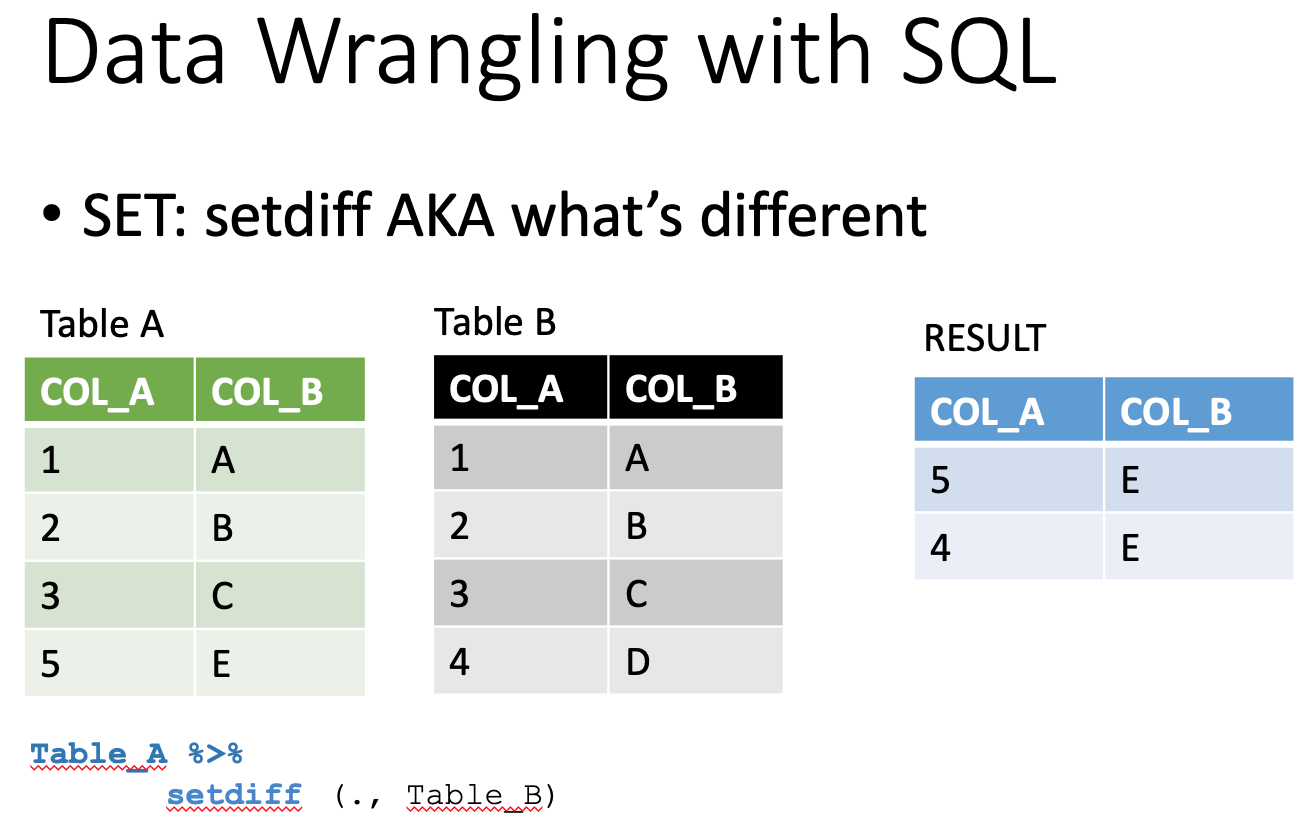 Data Wrangling with SQL
• SET: setdiff AKA what's different
Table A
COL_A COL_B
1 A
2 B
3 C
5 E
Table B
COL_A COL_B
1 A
2 B
3 C
4 D
RESULT
COL_A COL_B
5 E
4 E
Table_A %>%
setdiff (., Table_B)